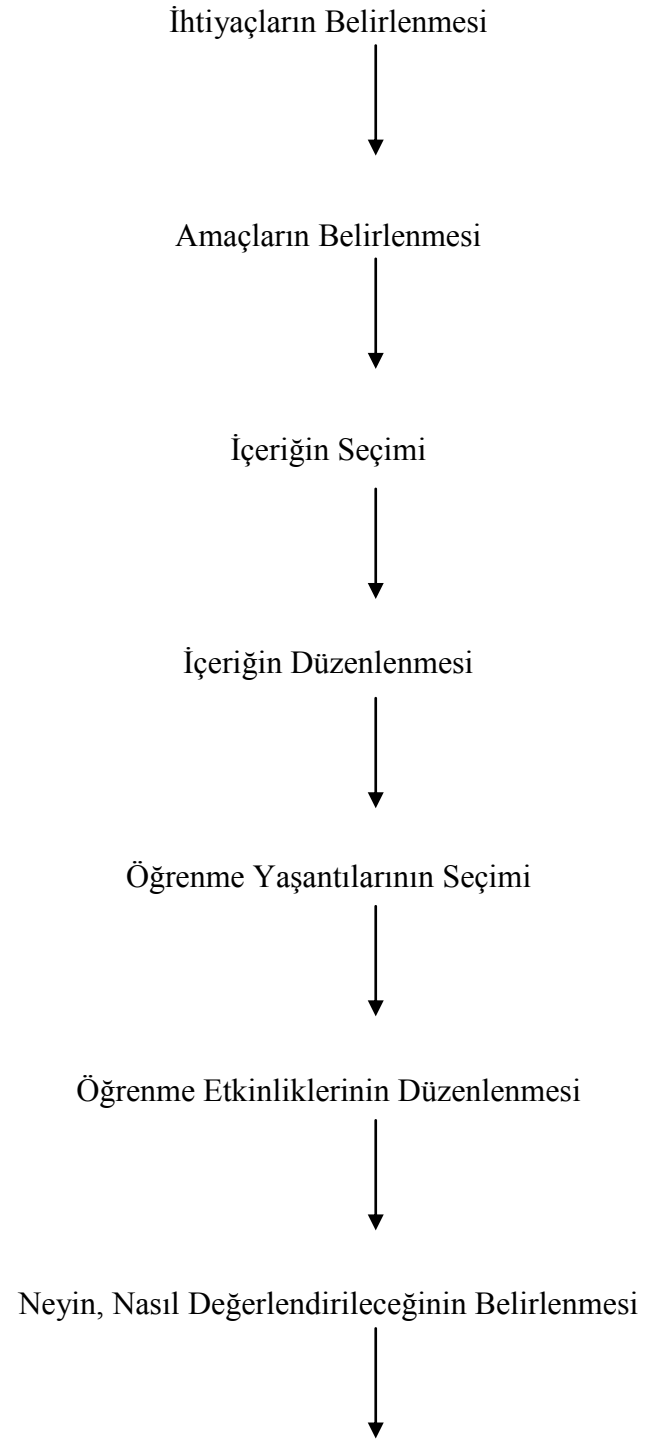 İhtiyaçların Belirlenmesi
Amaçların Belirlenmesi
İçeriğin Seçimi
İçeriğin Düzenlenmesi
Öğrenme Yaşantılarının Seçimi
Öğrenme Etkinliklerinin Düzenlenmesi
Neyin, Nasıl Değerlendirileceğinin Belirlenmesi